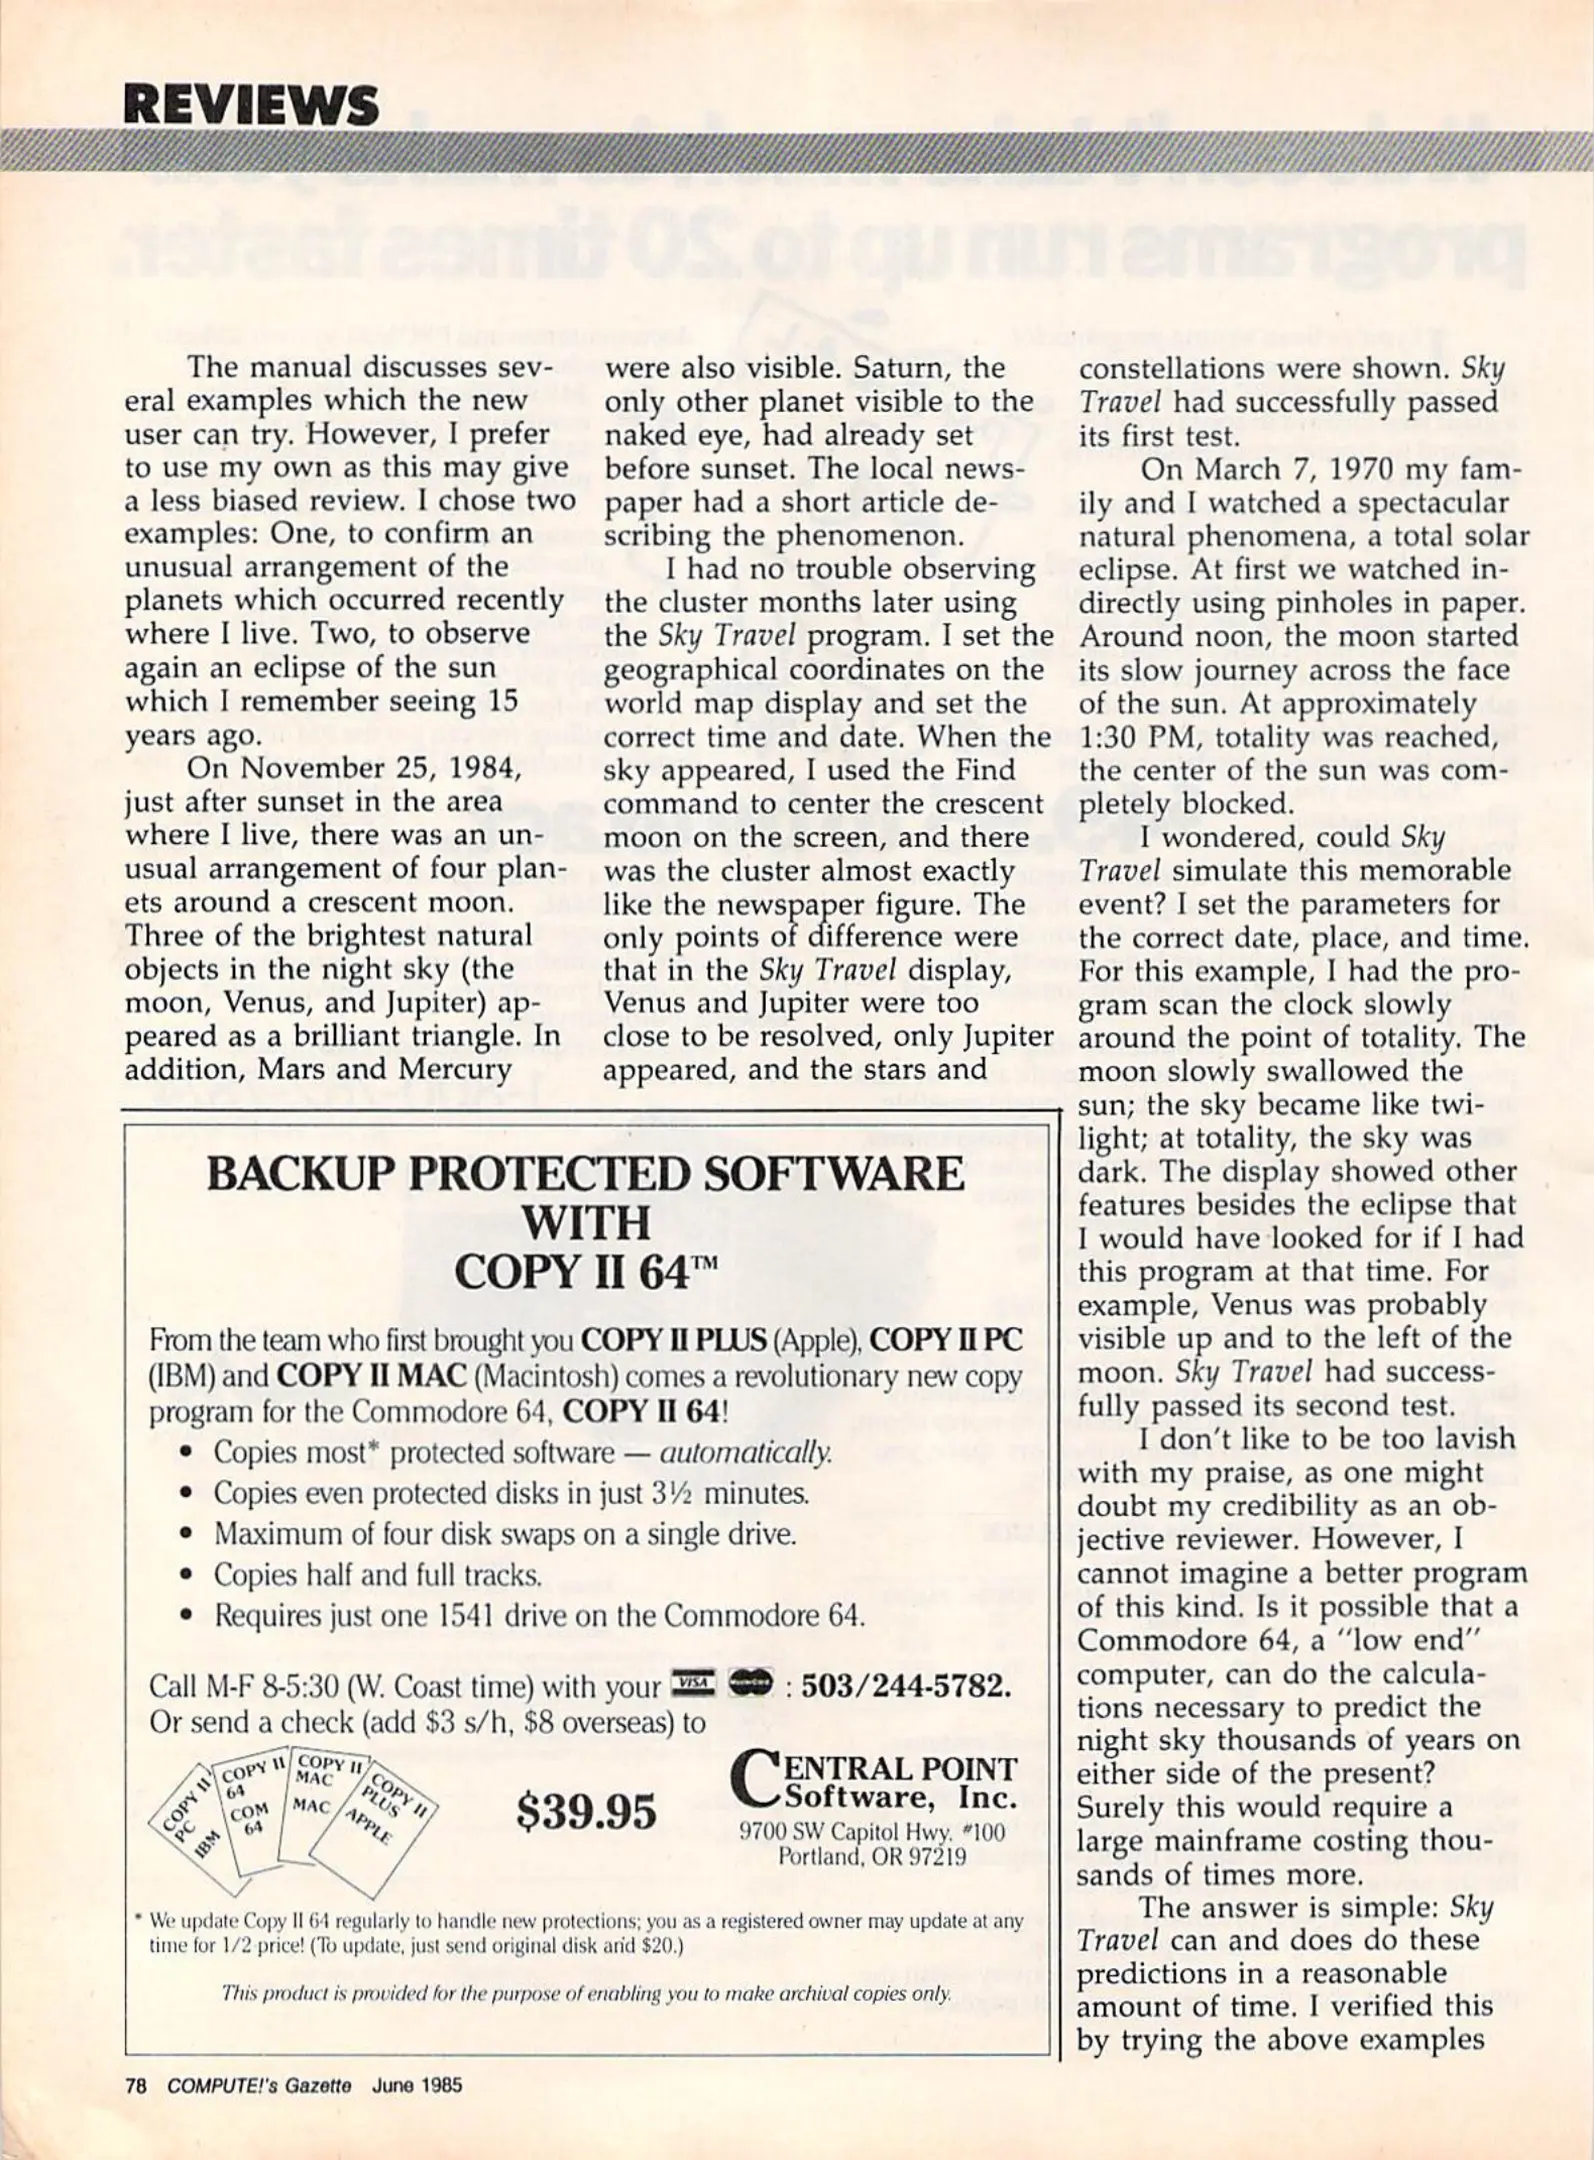 REVIEWS
The manual discusses sev-
eral examples which the new
user can try. However, I prefer
to use my own as this may give
a less biased review. I chose two
examples: One, to confirm an
unusual arrangement of the
planets which occurred recently
where I live. Two, to observe
again an eclipse of the sun
which I remember seeing 15
years ago.
On November 25, 1984,
just after sunset in the area
where I live, there was an un-
usual arrangement of four plan-
ets around a crescent moon.
Three of the brightest natural
objects in the night sky (the
moon, Venus, and Jupiter) ap-
peared as a brilliant triangle. In
addition, Mars and Mercury
were also visible. Saturn, the
only other planet visible to the
naked eye, had already set
before sunset. The local news-
paper had a short article de-
scribing the phenomenon.
I had no trouble observing
the cluster months later using
the Sky Travel program. I set the
geographical coordinates on the
world map display and set the
correct time and date. When the
sky appeared, I used the Find
command to center the crescent
moon on the screen, and there
was the cluster almost exactly
like the newspaper figure. The
only points of difference were
that in the Sky Travel display,
Venus and Jupiter were too
close to be resolved, only Jupiter
appeared, and the stars and
constellations were shown. Sky
Travel had successfully passed
its first test.
On March 7, 1970 my fam-
ily and I watched a spectacular
natural phenomena, a total solar
eclipse. At first we watched in-
directly using pinholes in paper.
Around noon, the moon started
its slow journey across the face
of the sun. At approximately
1:30 PM, totality was reached,
the center of the sun was com-
pletely blocked.
I wondered, could Sky
Travel simulate this memorable
event? I set the parameters for
the correct date, place, and time.
For this example, I had the pro-
gram scan the clock slowly
around the point of totality. The
moon slowly swallowed the
sun; the sky became like twi-
light; at totality, the sky was
dark. The display showed other
features besides the eclipse that
I would have looked for if I had
this program at that time. For
example, Venus was probably
visible up and to the left of the
moon. Sky Travel had success-
fully passed its second test.
I don't like to be too lavish
with my praise, as one might
doubt my credibility as an ob-
jective reviewer. However, I
cannot imagine a better program
of this kind. Is it possible that a
Commodore 64, a "low end"
computer, can do the calcula-
tions necessary to predict the
night sky thousands of years on
either side of the present?
Surely this would require a
large mainframe costing thou-
sands of times more.
The answer is simple: Sky
Travel can and does do these
predictions in a reasonable
amount of time. I verified this
by trying the above examples
BACKUP PROTECTED SOFTWARE
WITH
COPY II 64™
From the team who first brought you COPY II PLUS (Apple), COPY II PC
(IBM) and COPY II MAC (Macintosh) comes a revolutionary new copy
program for the Commodore 64, COPY II 64!
• Copies most* protected software — automatically.
• Copies even protected disks in just 3½ minutes.
• Maximum of four disk swaps on a single drive.
• Copies half and full tracks.
• Requires just one 1541 drive on the Commodore 64.
Call M-F 8-5:30 (W. Coast time) with your VISA : 503/244-5782.
Or send a check (add $3 s/h, $8 overseas) to
COPY II
PC
IBM
COPY II
64
COM
64
COPY II
MAC
MAC
COPY II
PLUS
APPLE
$39.95
CENTRAL POINT
Software, Inc.
9700 SW Capitol Hwy. #100
Portland, OR 97219
* We update Copy II 64 regularly to handle new protections; you as a registered owner may update at any
time for 1/2 price! (To update, just send original disk and $20.)
This product is provided for the purpose of enabling you to make archival copies only.
78 COMPUTE!'s Gazette June 1985